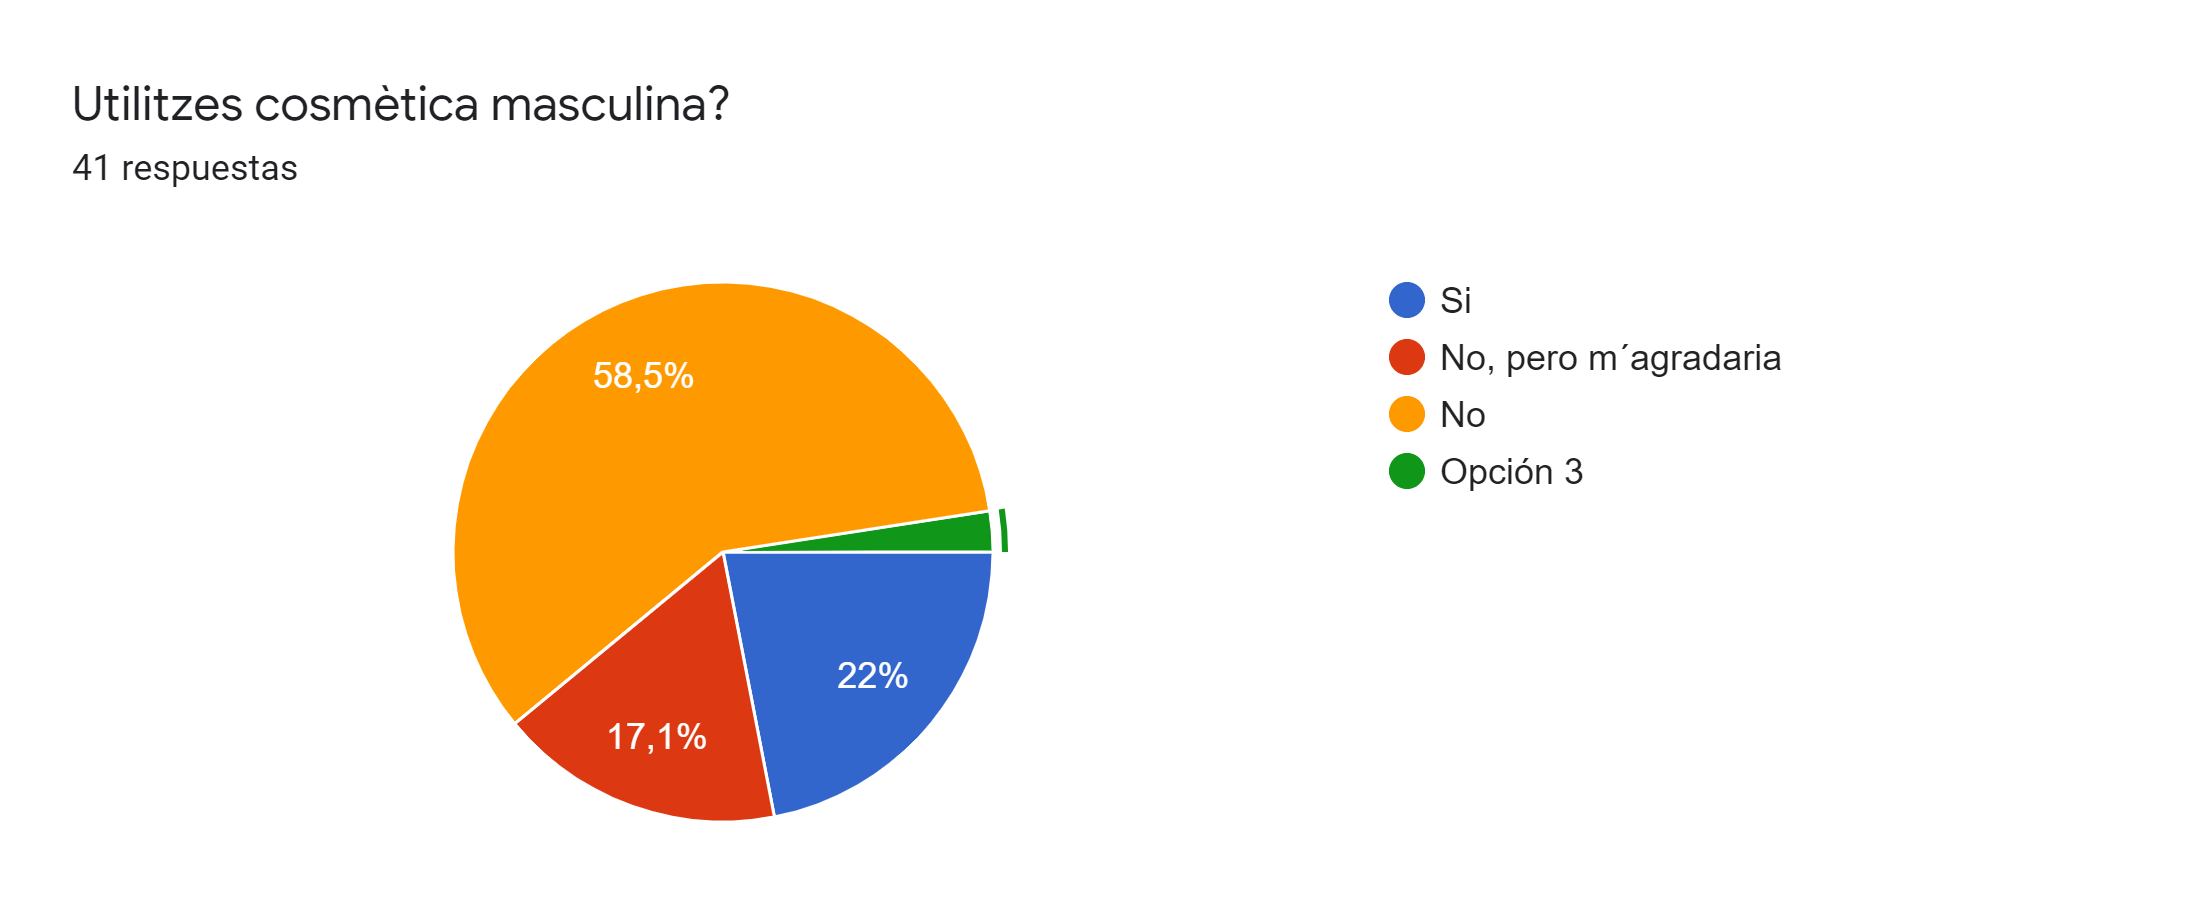 Utilitzes cosmètica masculina?
41 respuestas
58,5%
22%
17,1%
Si
No, pero m´agradaria
No
Opción 3